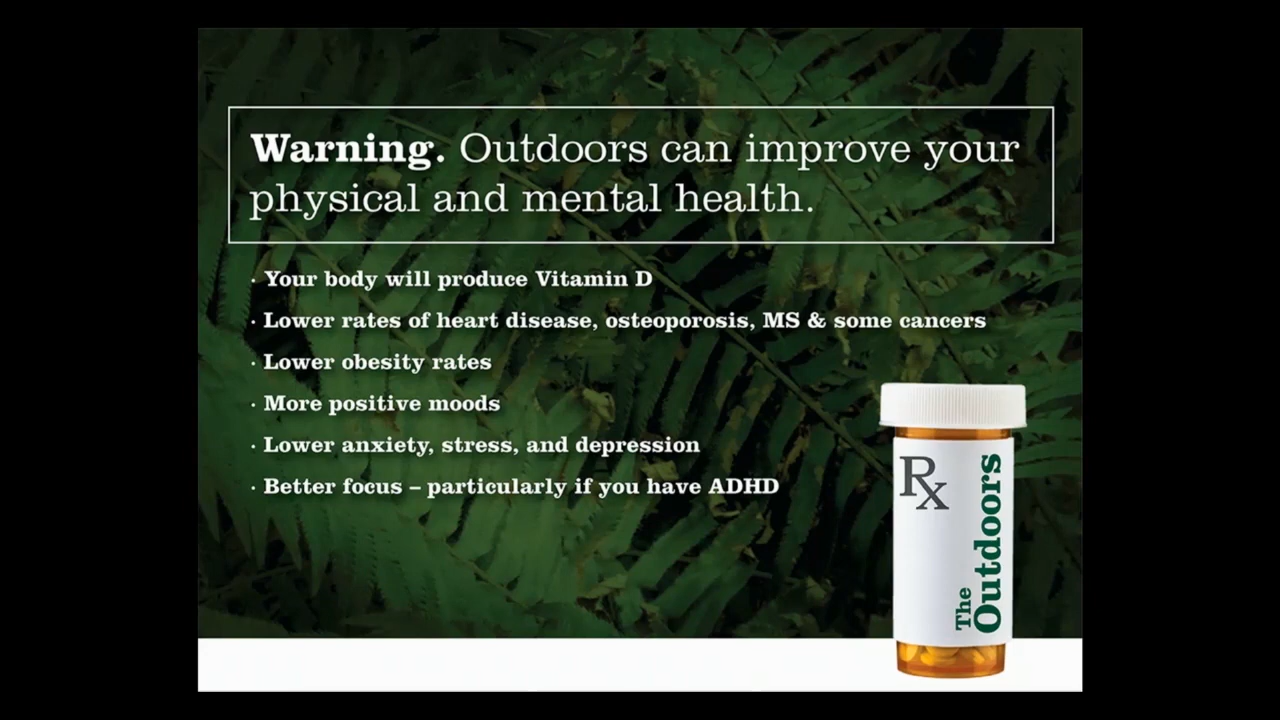 Warning. Outdoors can improve your
physical and mental health.
· Your body will produce Vitamin D
· Lower rates of heart disease, osteoporosis, MS & some cancers
· Lower obesity rates
· More positive moods
· Lower anxiety, stress, and depression
· Better focus – particularly if you have ADHD
Rx
The
Outdoors